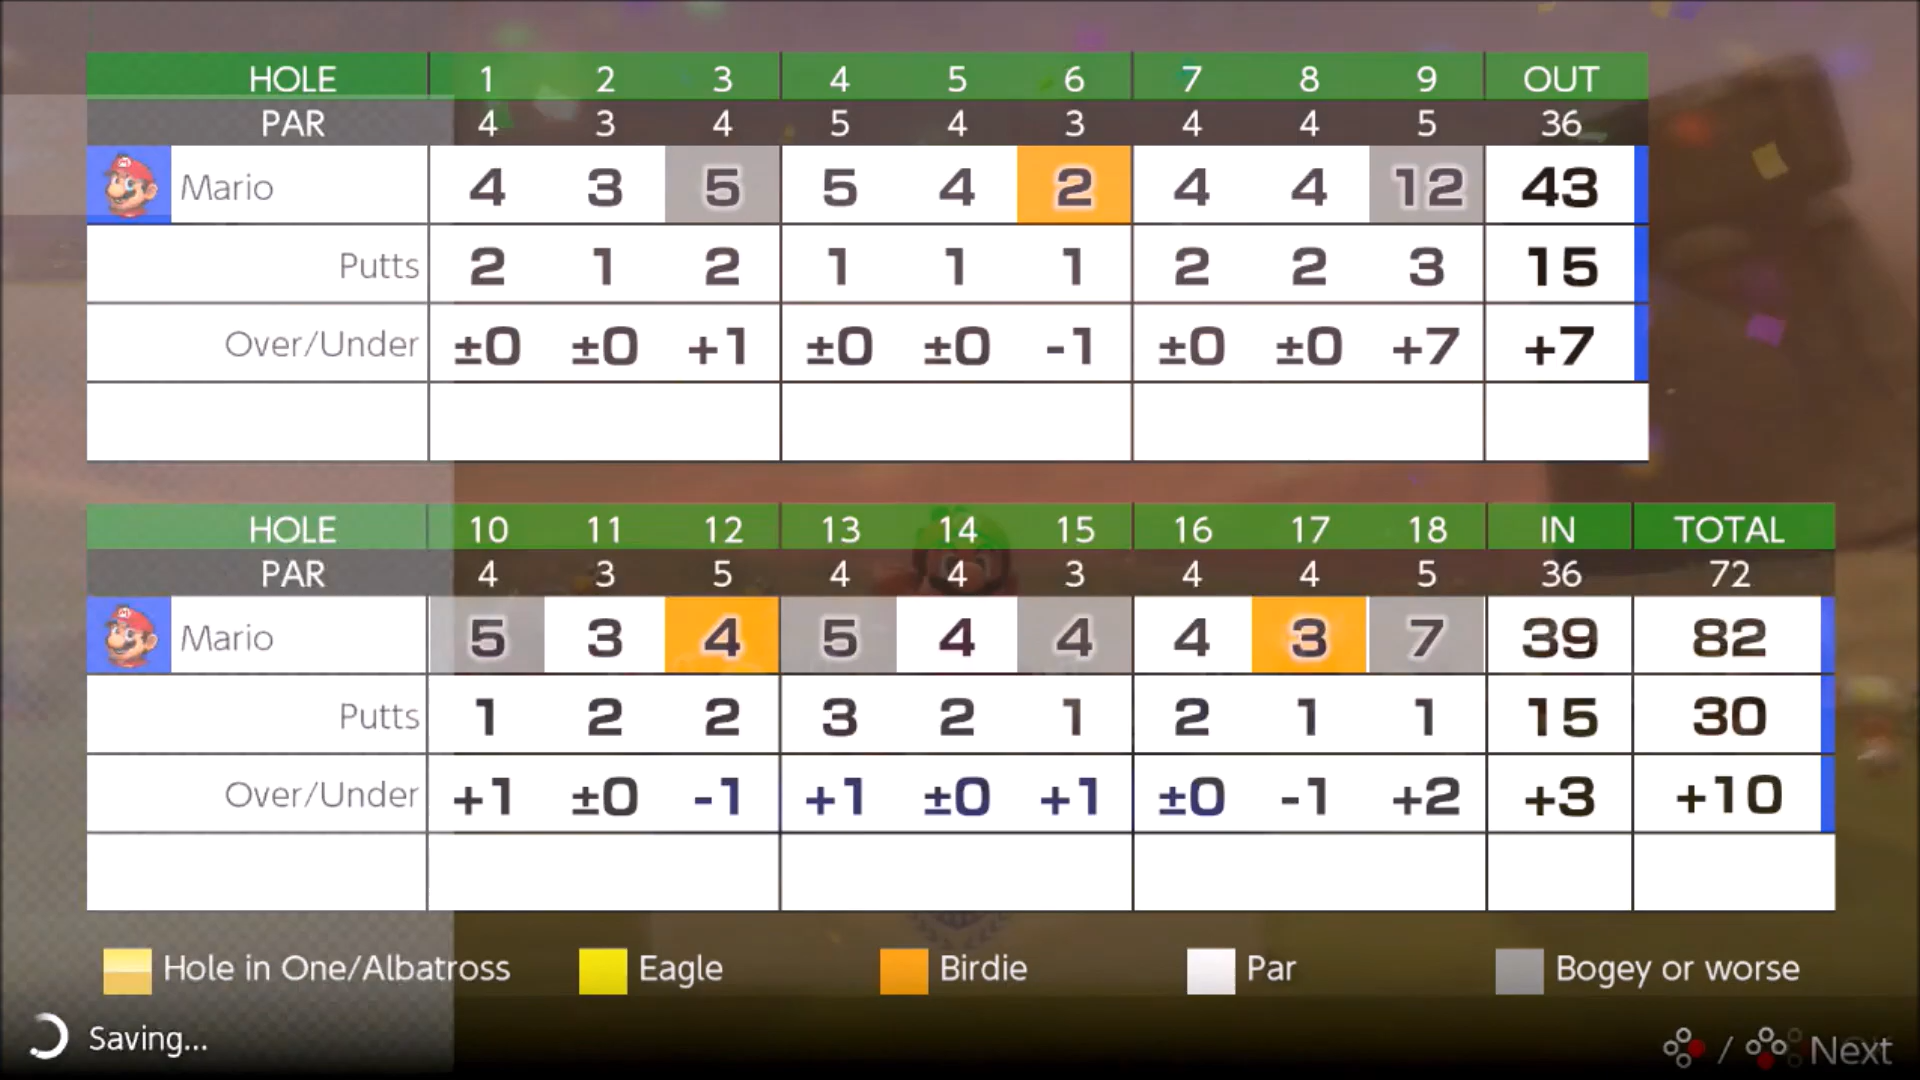 HOLE 1 2 3 4 5 6 7 8 9 OUT
PAR 4 3 4 5 4 3 4 4 5 36
Mario 4 3 5 5 4 2 4 4 12 43
Putts 2 1 2 1 1 1 2 2 3 15
Over/Under ±0 ±0 +1 ±0 ±0 -1 ±0 ±0 +7 +7
HOLE 10 11 12 13 14 15 16 17 18 IN TOTAL
PAR 4 3 5 4 4 3 4 4 5 36 72
Mario 5 3 4 5 4 4 4 3 7 39 82
Putts 1 2 2 3 2 1 2 1 1 15 30
Over/Under +1 ±0 -1 +1 ±0 +1 ±0 -1 +2 +3 +10
Hole in One/Albatross Eagle Birdie Par Bogey or worse
Saving... / Next